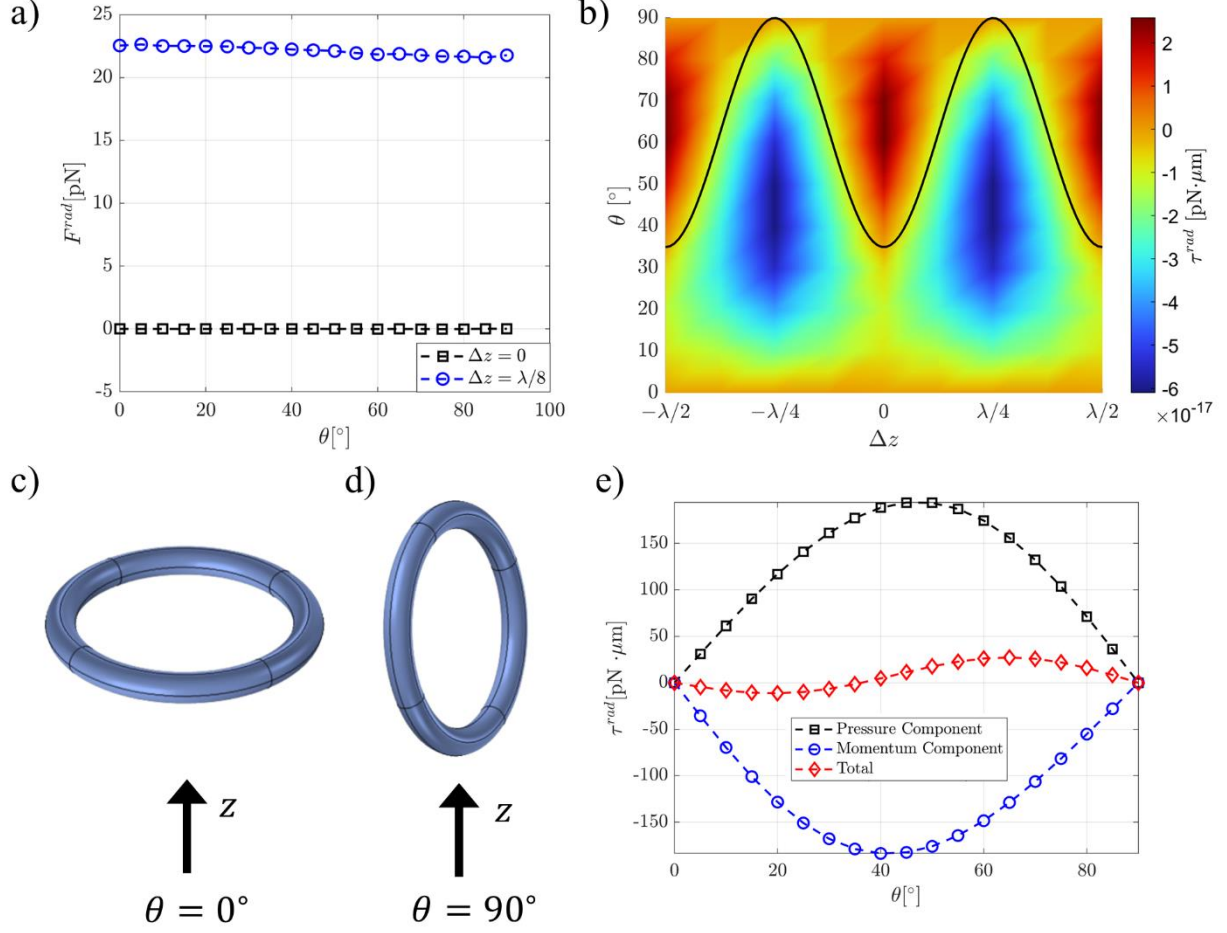 a)
25
20
15
10
5
0
-5
F^{rad}[pN]
0 20 40 60 80 100
θ[°]
Δz = 0
Δz = λ/8
b)
90
80
70
60
50
40
30
20
10
0
θ [°]
−λ/2 −λ/4 0 λ/4 λ/2
Δz
2
1
0
-1
-2
-3
-4
-5
-6
×10^{-17}
τ^{rad} [pN·μm]
c)
z
θ = 0°
d)
z
θ = 90°
e)
150
100
50
0
-50
-100
-150
τ^{rad}[pN ·μm]
Pressure Component
Momentum Component
Total
0 20 40 60 80
θ[°]